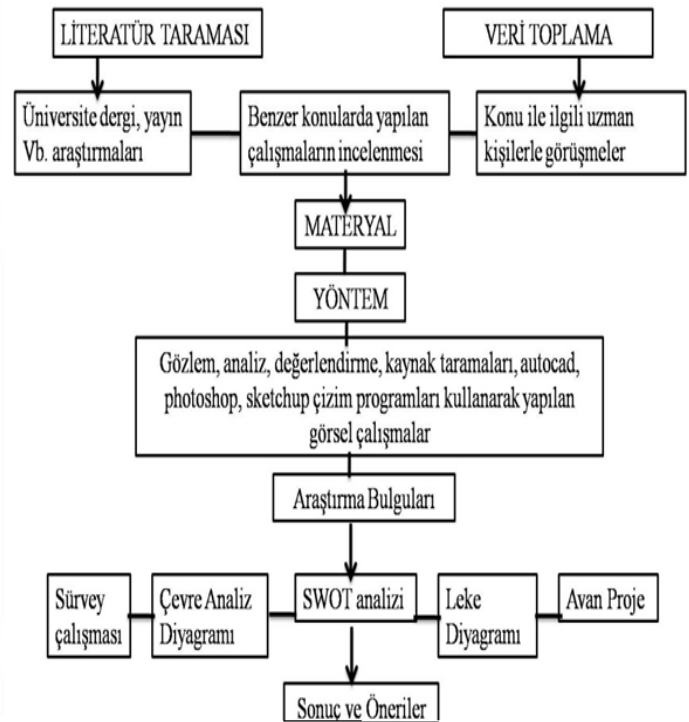 LİTERATÜR TARAMASI
VERİ TOPLAMA
Üniversite dergi, yayın
Vb. araştırmaları
Benzer konularda yapılan
çalışmaların incelenmesi
Konu ile ilgili uzman
kişilerle görüşmeler
MATERYAL
YÖNTEM
Gözlem, analiz, değerlendirme, kaynak taramaları, autocad,
photoshop, sketchup çizim programları kullanarak yapılan
görsel çalışmalar
Araştırma Bulguları
Sürvey
çalışması
Çevre Analiz
Diyagramı
SWOT analizi
Leke
Diyagramı
Avan Proje
Sonuç ve Öneriler